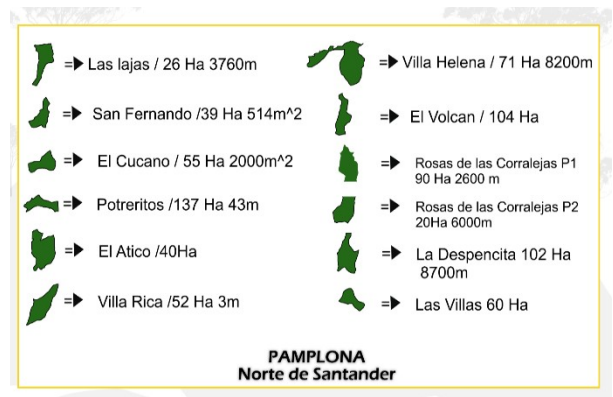 Las lajas / 26 Ha 3760m
San Fernando /39 Ha 514m^2
El Cucano / 55 Ha 2000m^2
Potreritos /137 Ha 43m
El Atico /40Ha
Villa Rica /52 Ha 3m
Villa Helena / 71 Ha 8200m
El Volcan / 104 Ha
Rosas de las Corralejas P1
90 Ha 2600 m
Rosas de las Corralejas P2
20Ha 6000m
La Despencita 102 Ha
8700m
Las Villas 60 Ha
PAMPLONA
Norte de Santander